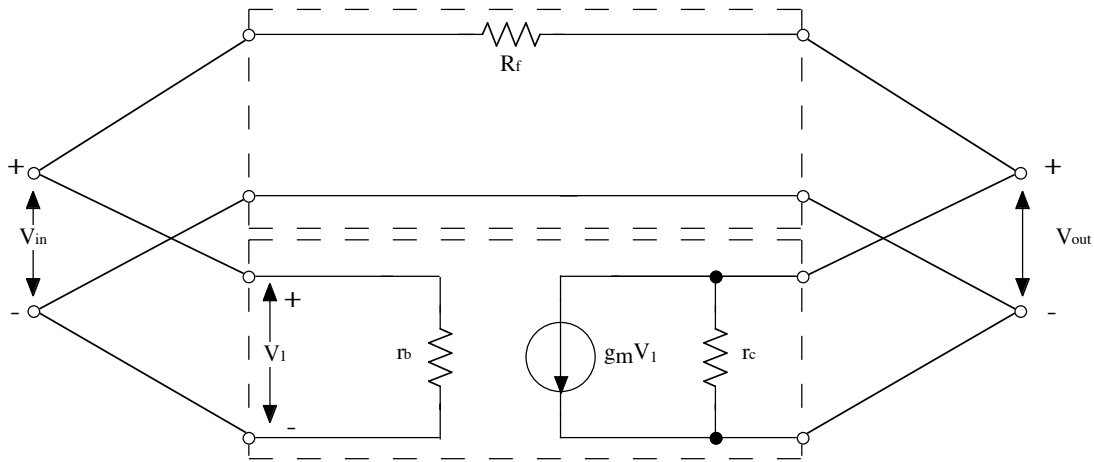 Rf
+
+
Vin
Vout
-
-
+
V1
rb
gmV1
rc
-